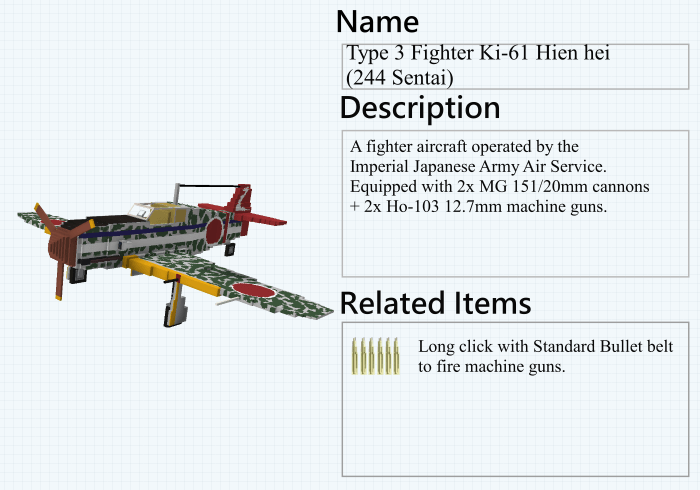 Name
Type 3 Fighter Ki-61 Hien hei
(244 Sentai)
Description
A fighter aircraft operated by the
Imperial Japanese Army Air Service.
Equipped with 2x MG 151/20mm cannons
+ 2x Ho-103 12.7mm machine guns.
Related Items
Long click with Standard Bullet belt
to fire machine guns.